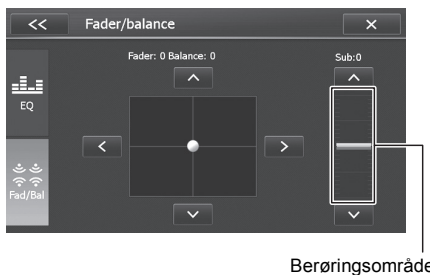 << Fader/balance ×
Fader: 0 Balance: 0
Sub:0
EQ
Fad/Bal
Berøringsområde